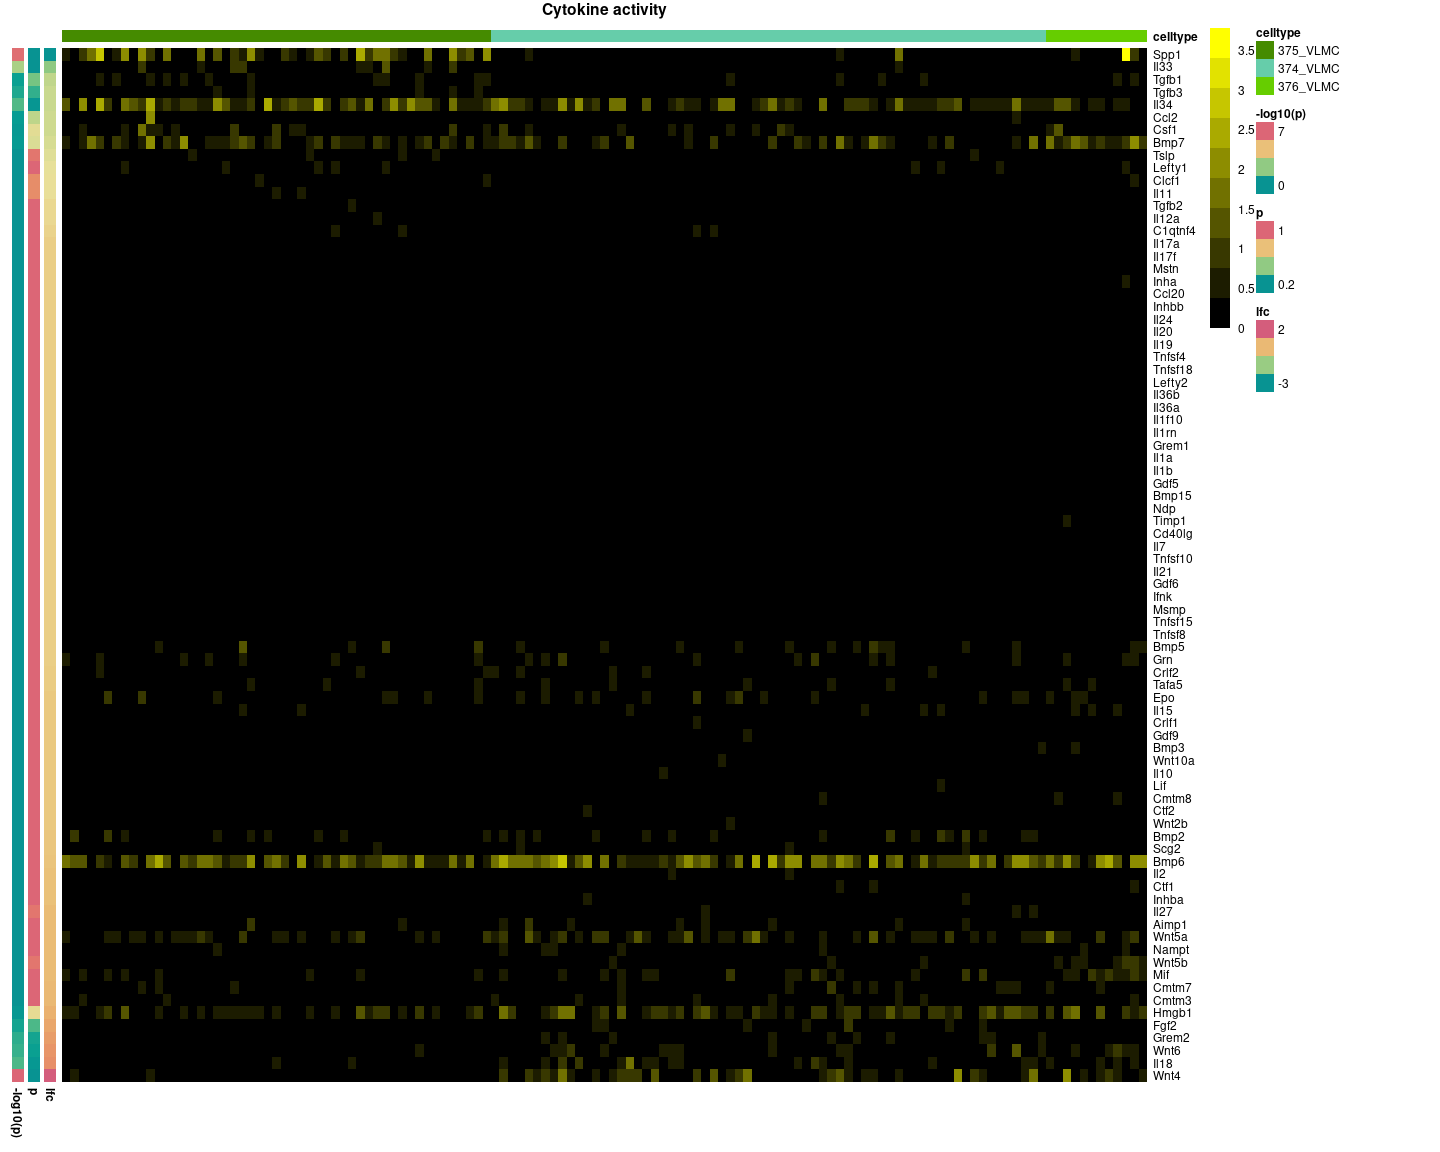 Cytokine activity
celltype
Spp1
Il33
Tgfb1
Tgfb3
Il34
Ccl2
Csf1
Bmp7
Tslp
Lefty1
Clcf1
Il11
Tgfb2
Il12a
C1qtnf4
Il17a
Il17f
Mstn
Inha
Ccl20
Inhbb
Il24
Il20
Il19
Tnfsf4
Tnfsf18
Lefty2
Il36b
Il36a
Il1f10
Il1rn
Grem1
Il1a
Il1b
Gdf5
Bmp15
Ndp
Timp1
Cd40lg
Il7
Tnfsf10
Il21
Gdf6
Ifnk
Msmp
Tnfsf15
Tnfsf8
Bmp5
Grn
Crlf2
Tafa5
Epo
Il15
Crlf1
Gdf9
Bmp3
Wnt10a
Il10
Lif
Cmtm8
Ctf2
Wnt2b
Bmp2
Scg2
Bmp6
Il2
Ctf1
Inhba
Il27
Aimp1
Wnt5a
Nampt
Wnt5b
Mif
Cmtm7
Cmtm3
Hmgb1
Fgf2
Grem2
Wnt6
Il18
Wnt4
-log10(p)
p
lfc
3.5
3
2.5
2
1.5
1
0.5
0
celltype
375_VLMC
374_VLMC
376_VLMC
-log10(p)
7
0
p
1
0.2
lfc
2
-3